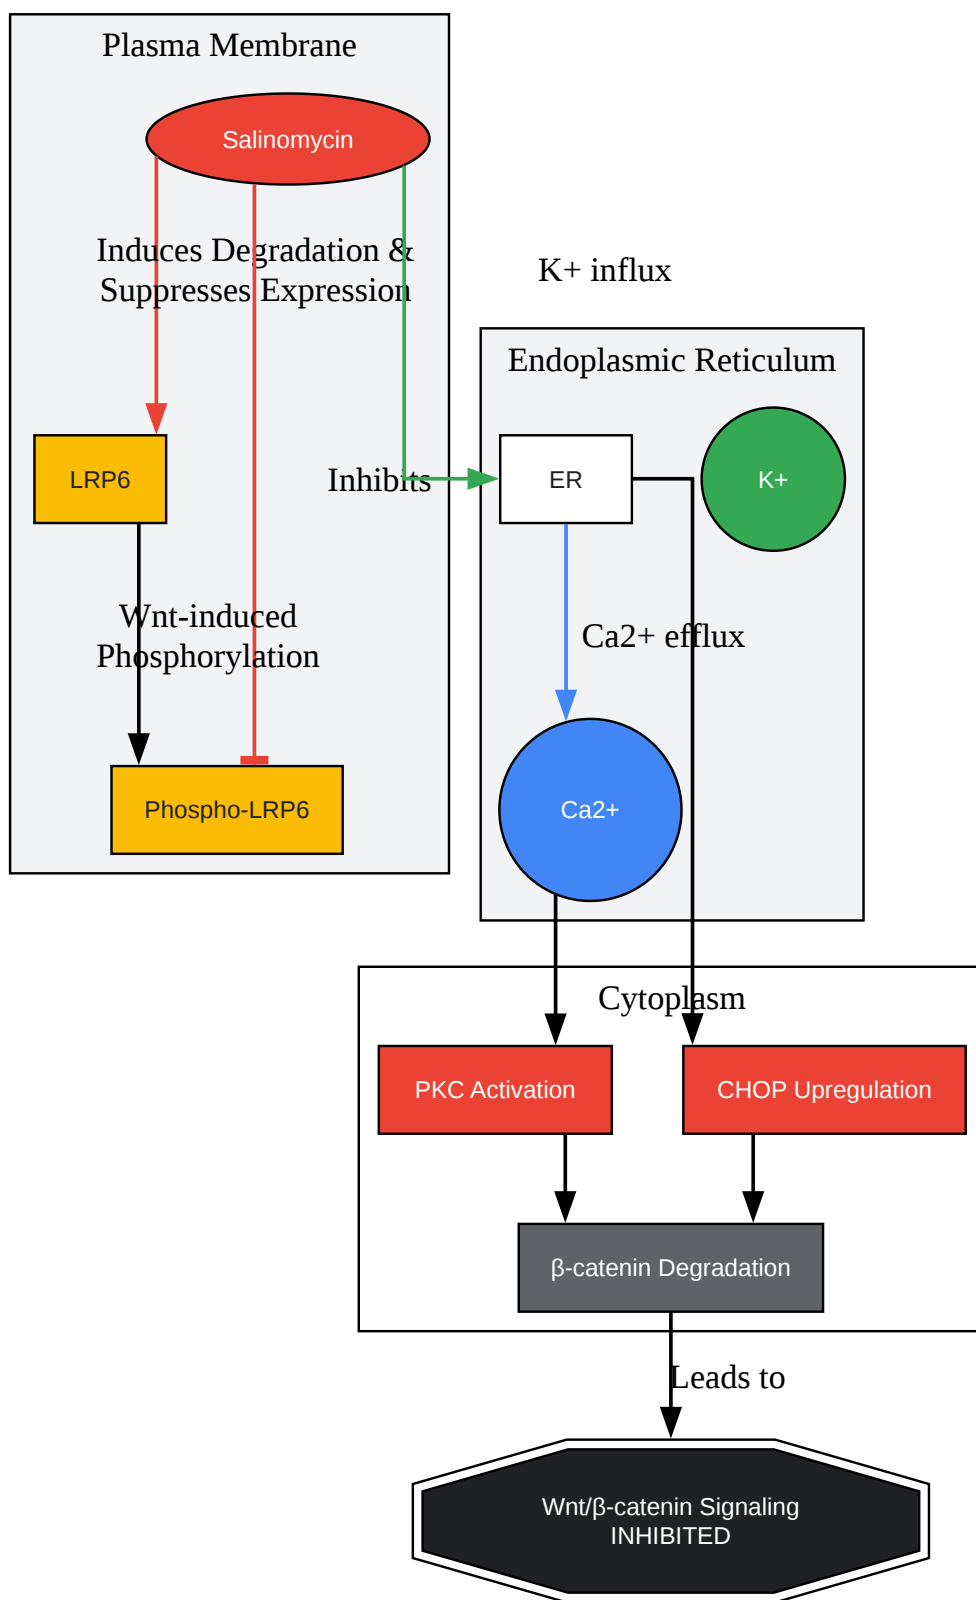 Plasma Membrane
Salinomycin
Induces Degradation &
Suppresses Expression
K+ influx
Endoplasmic Reticulum
LRP6
Inhibits
ER
K+
Wnt-induced
Phosphorylation
Ca2+ efflux
Phospho-LRP6
Ca2+
Cytoplasm
PKC Activation
CHOP Upregulation
β-catenin Degradation
Leads to
Wnt/β-catenin Signaling
INHIBITED